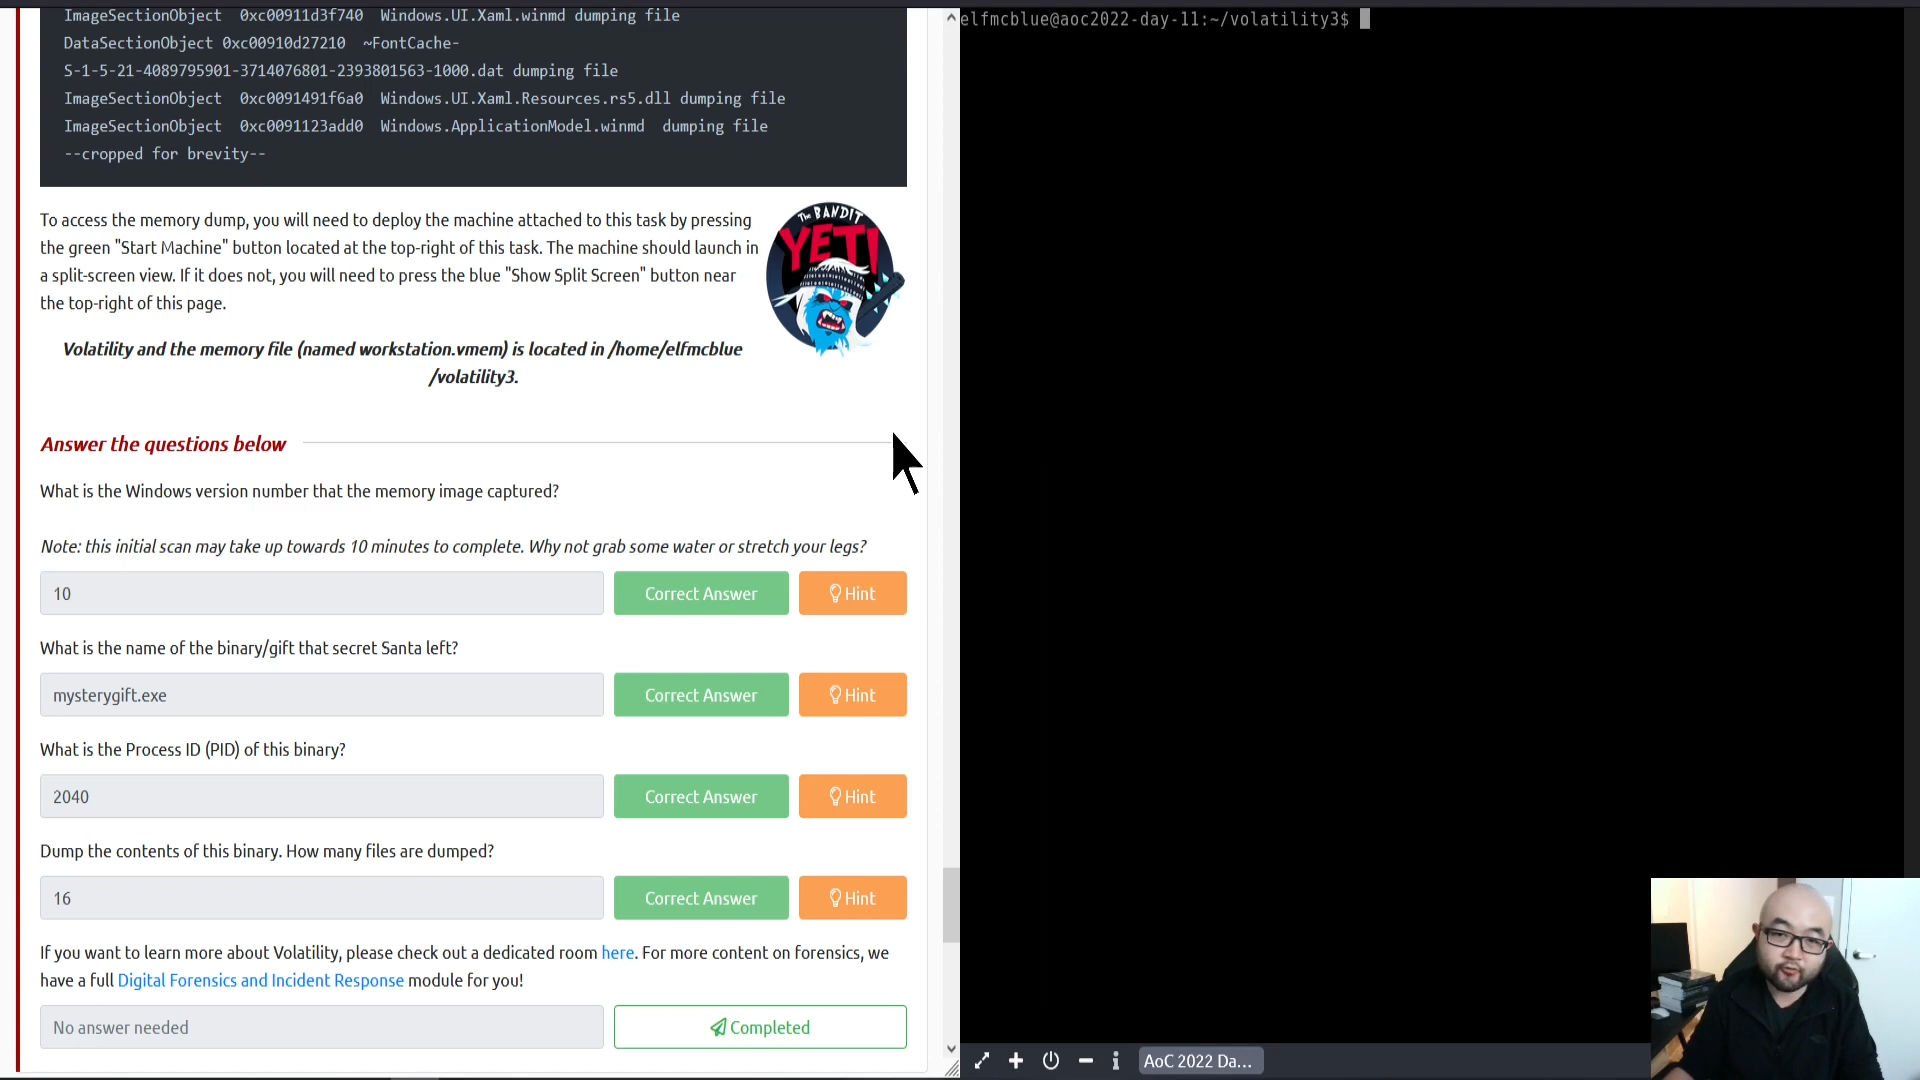 ImageSectionObject 0xc00911d3f740 Windows.UI.Xaml.winmd dumping file
DataSectionObject 0xc00910d27210 ~FontCache-
S-1-5-21-4089795901-3714076801-2393801563-1000.dat dumping file
ImageSectionObject 0xc0091491f6a0 Windows.UI.Xaml.Resources.rs5.dll dumping file
ImageSectionObject 0xc0091123add0 Windows.ApplicationModel.winmd dumping file
--cropped for brevity--
To access the memory dump, you will need to deploy the machine attached to this task by pressing
the green "Start Machine" button located at the top-right of this task. The machine should launch in
a split-screen view. If it does not, you will need to press the blue "Show Split Screen" button near
the top-right of this page.
The BANDIT
YETI
Volatility and the memory file (named workstation.vmem) is located in /home/elfmcblue
/volatility3.
Answer the questions below
What is the Windows version number that the memory image captured?
Note: this initial scan may take up towards 10 minutes to complete. Why not grab some water or stretch your legs?
10 Correct Answer Hint
What is the name of the binary/gift that secret Santa left?
mysterygift.exe Correct Answer Hint
What is the Process ID (PID) of this binary?
2040 Correct Answer Hint
Dump the contents of this binary. How many files are dumped?
16 Correct Answer Hint
If you want to learn more about Volatility, please check out a dedicated room here. For more content on forensics, we
have a full Digital Forensics and Incident Response module for you!
No answer needed Completed
elfmcblue@aoc2022-day-11:~/volatility3$
AoC 2022 Da...